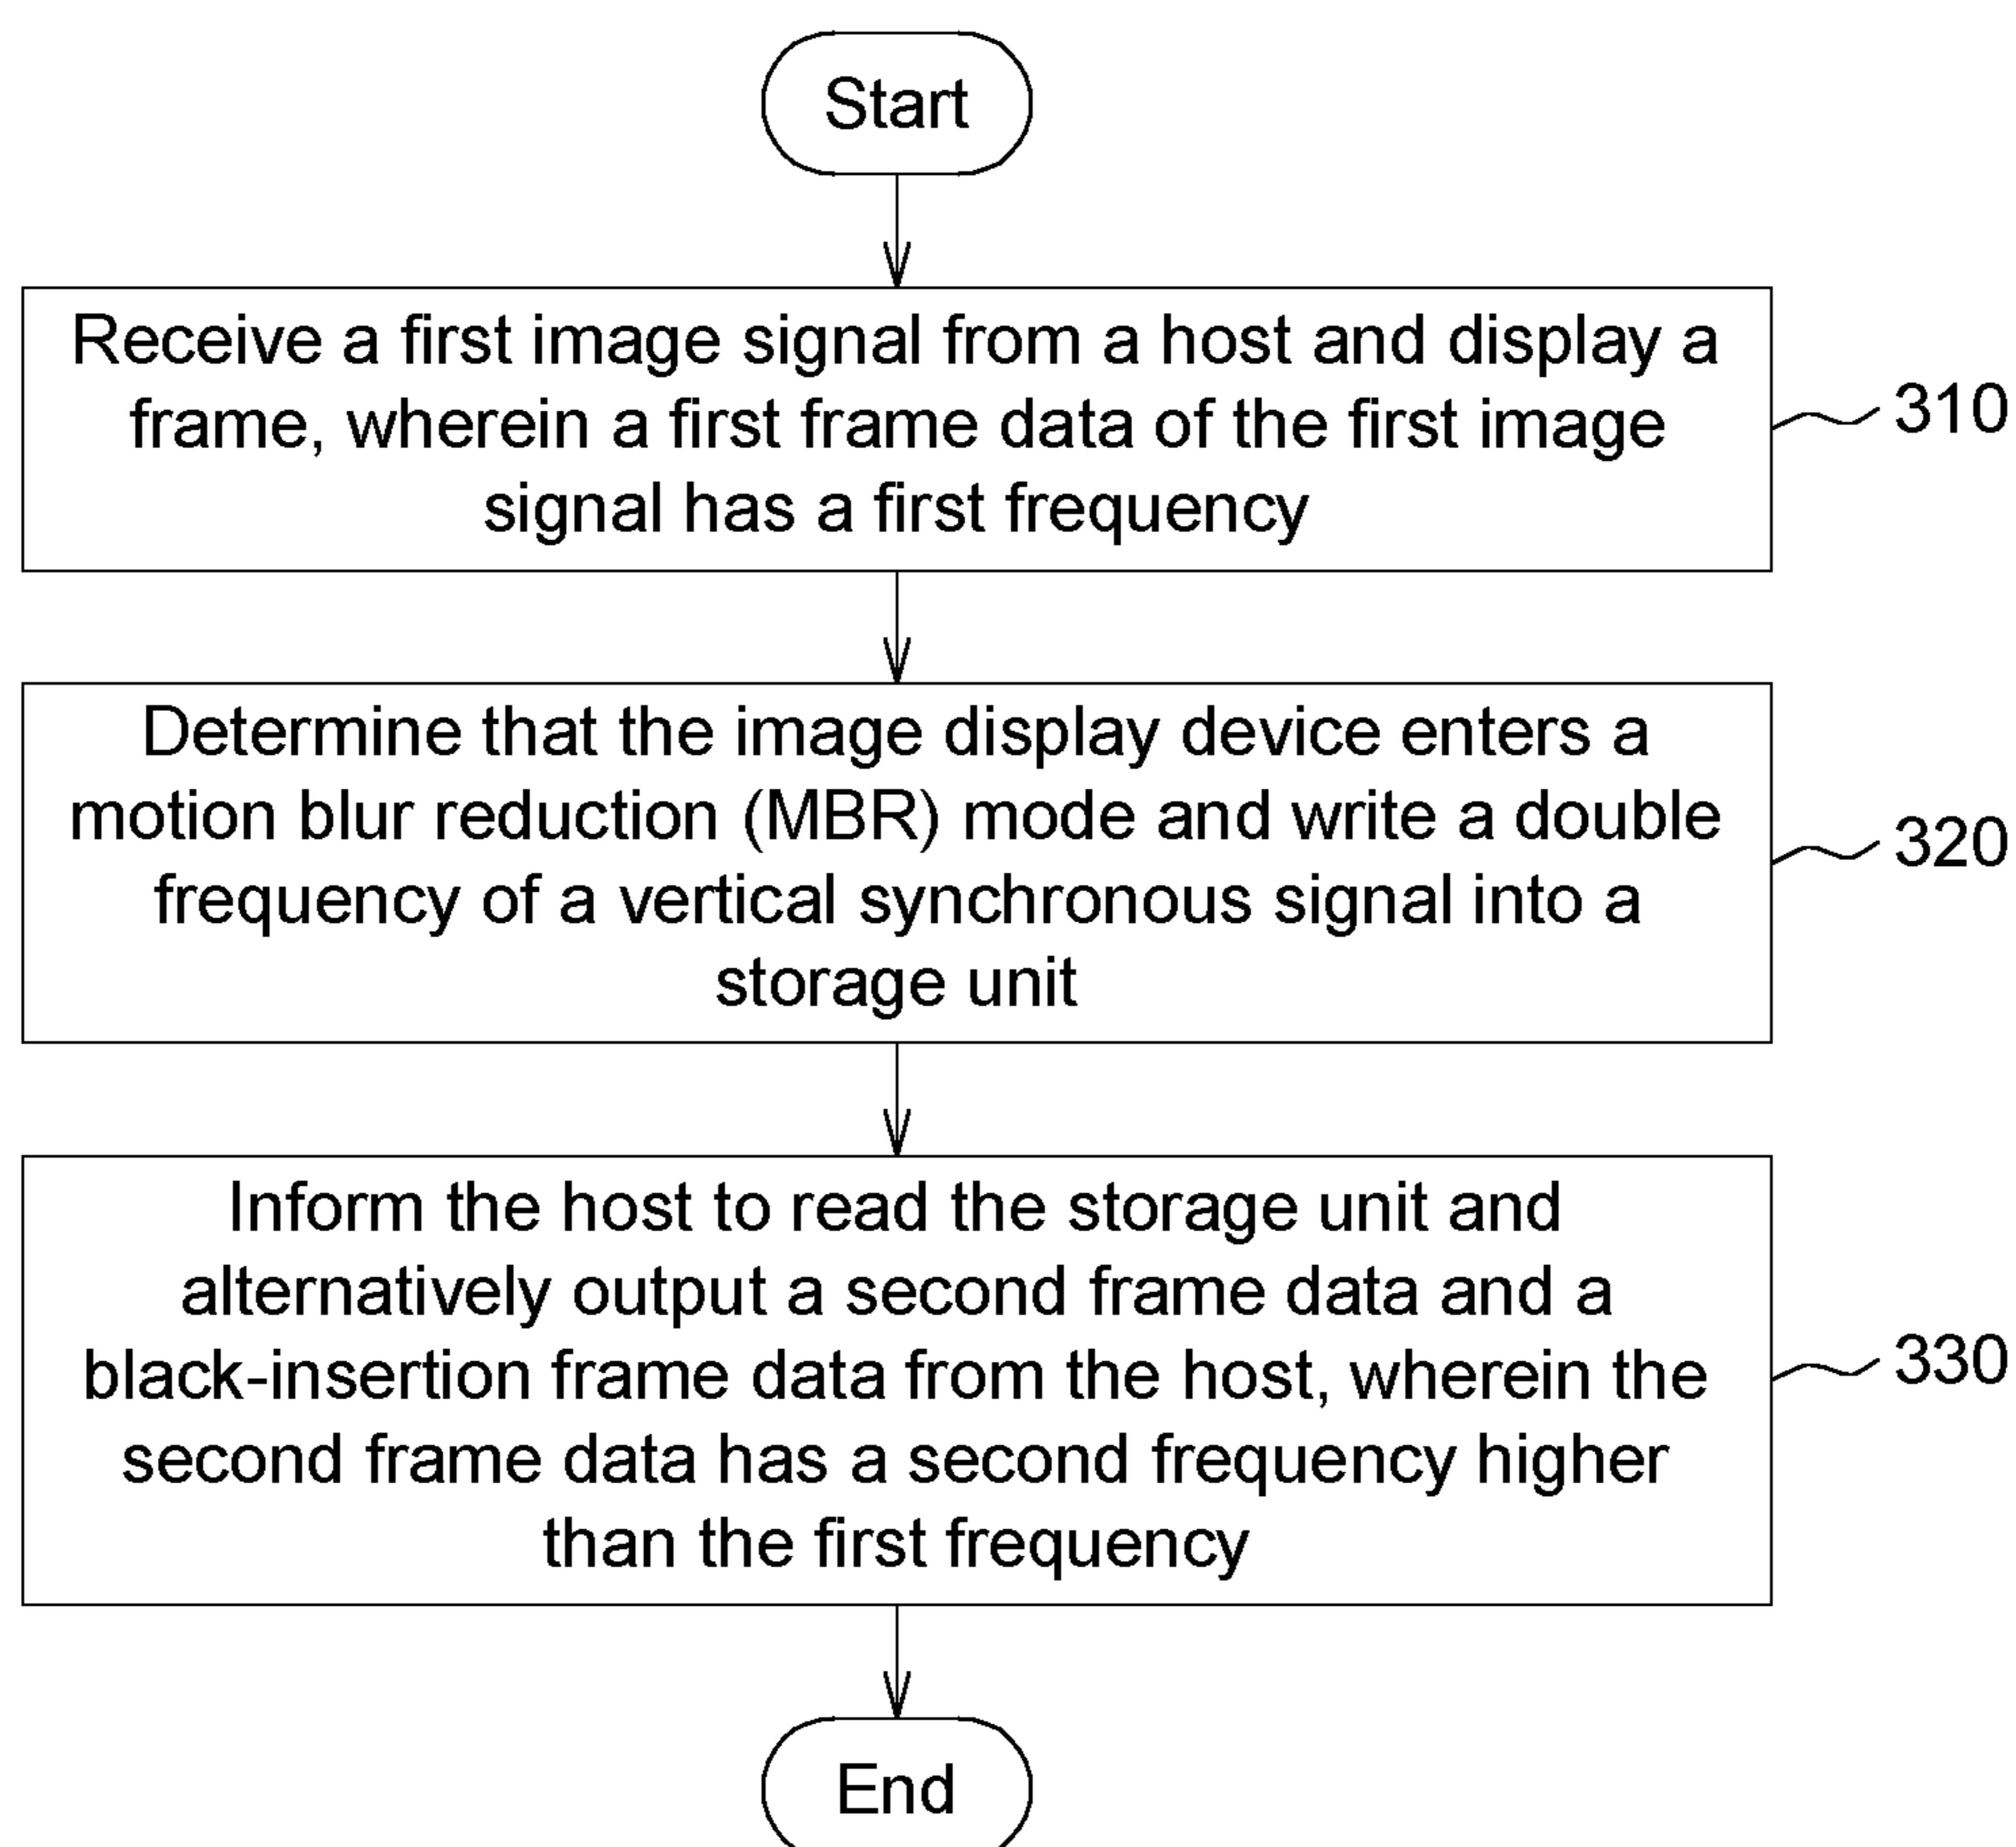 Start
Receive a first image signal from a host and display a
frame, wherein a first frame data of the first image
signal has a first frequency
310
Determine that the image display device enters a
motion blur reduction (MBR) mode and write a double
frequency of a vertical synchronous signal into a
storage unit
320
Inform the host to read the storage unit and
alternatively output a second frame data and a
black-insertion frame data from the host, wherein the
second frame data has a second frequency higher
than the first frequency
330
End